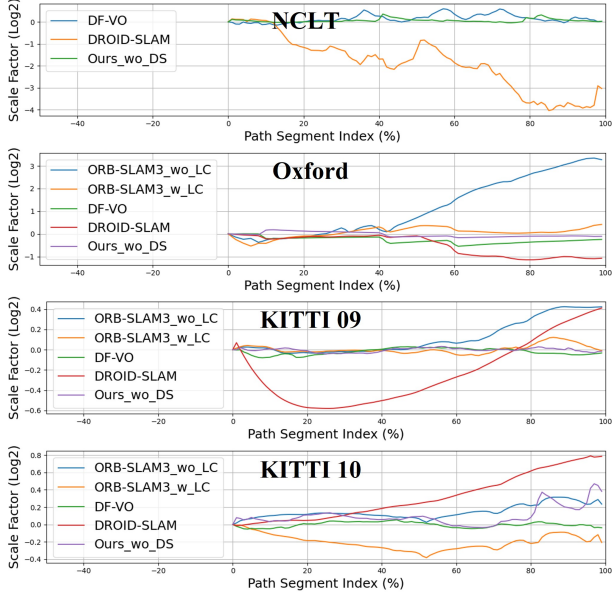 NCLT
DF-VO
DROID-SLAM
Ours_wo_DS
Scale Factor (Log2)
0
−1
−2
−3
−4
−40 −20 0 20 40 60 80 100
Path Segment Index (%)
Oxford
ORB-SLAM3_wo_LC
ORB-SLAM3_w_LC
DF-VO
DROID-SLAM
Ours_wo_DS
Scale Factor (Log2)
3
2
1
0
−1
−40 −20 0 20 40 60 80 100
Path Segment Index (%)
KITTI 09
ORB-SLAM3_wo_LC
ORB-SLAM3_w_LC
DF-VO
DROID-SLAM
Ours_wo_DS
Scale Factor (Log2)
0.4
0.2
0.0
−0.2
−0.4
−0.6
−40 −20 0 20 40 60 80 100
Path Segment Index (%)
KITTI 10
ORB-SLAM3_wo_LC
ORB-SLAM3_w_LC
DF-VO
DROID-SLAM
Ours_wo_DS
Scale Factor (Log2)
0.8
0.6
0.4
0.2
0.0
−0.2
−0.4
−40 −20 0 20 40 60 80 100
Path Segment Index (%)